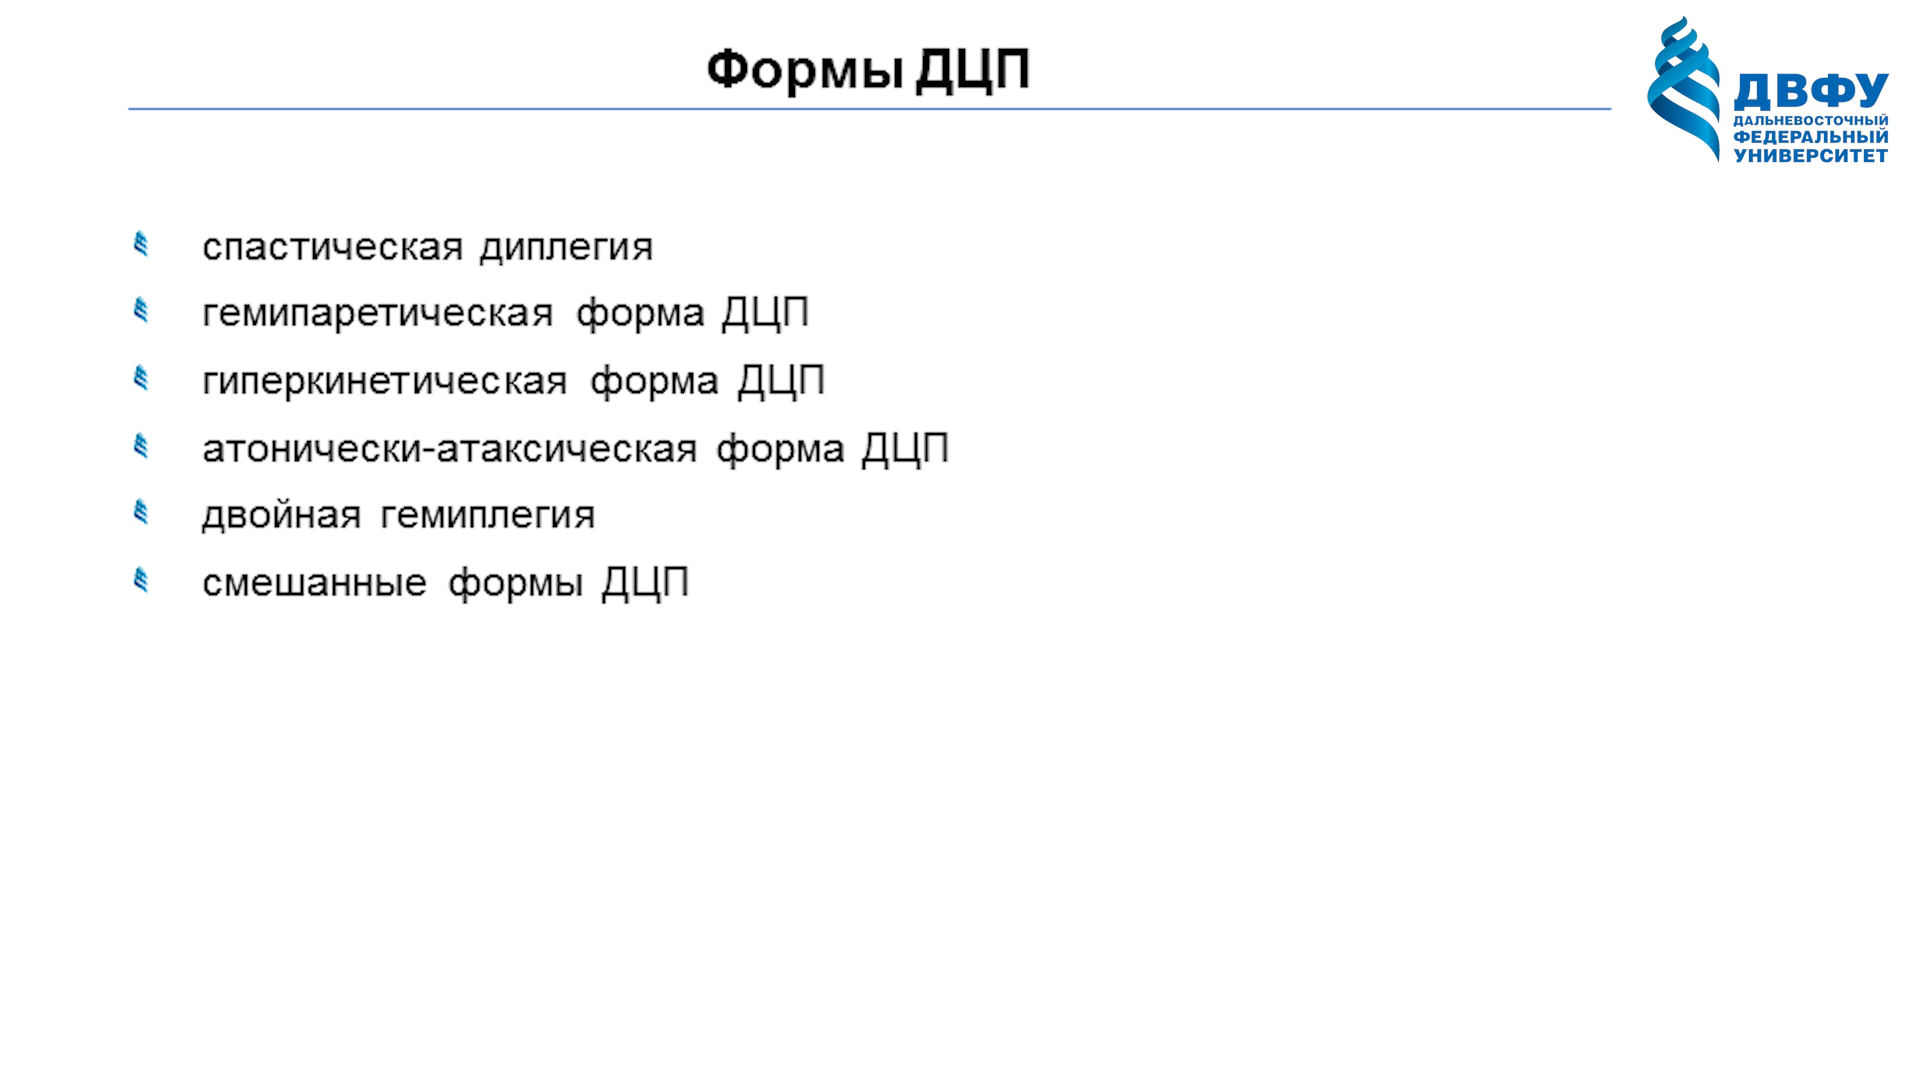 Формы ДЦП
ДВФУ
ДАЛЬНЕВОСТОЧНЫЙ
ФЕДЕРАЛЬНЫЙ
УНИВЕРСИТЕТ
спастическая диплегия
гемипаретическая форма ДЦП
гиперкинетическая форма ДЦП
атонически-атаксическая форма ДЦП
двойная гемиплегия
смешанные формы ДЦП